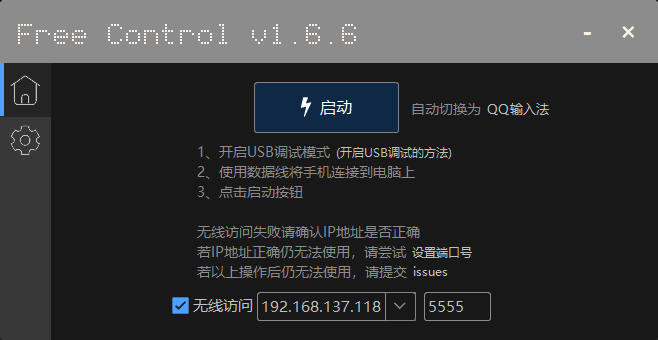 Free Control v1.6.6
启动 自动切换为 QQ输入法
1、开启USB调试模式 (开启USB调试的方法)
2、使用数据线将手机连接到电脑上
3、点击启动按钮
无线访问失败请确认IP地址是否正确
若IP地址正确仍无法使用，请尝试 设置端口号
若以上操作后仍无法使用，请提交 issues
无线访问 192.168.137.118 5555